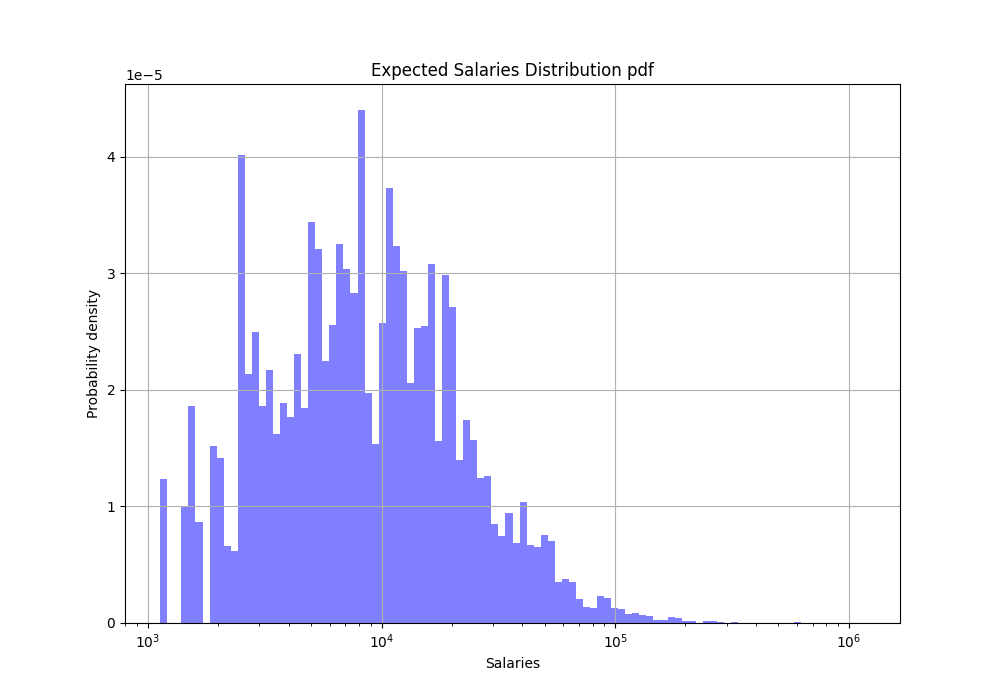 Expected Salaries Distribution pdf
1e−5
4
3
2
1
0
Probability density
10³ 10⁴ 10⁵ 10⁶
Salaries